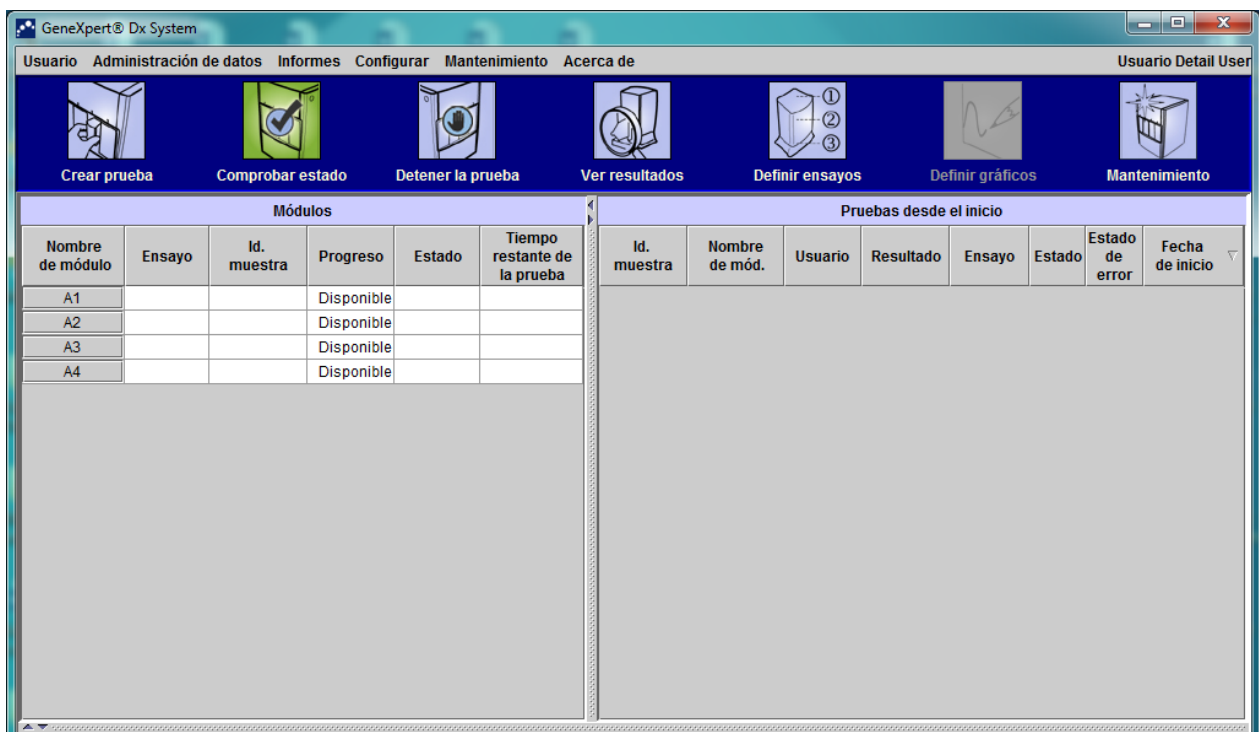 GeneXpert® Dx System
Usuario Administración de datos Informes Configurar Mantenimiento Acerca de Usuario Detail User
① ② ③
Crear prueba Comprobar estado Detener la prueba Ver resultados Definir ensayos Definir gráficos Mantenimiento
Módulos
Nombre de módulo Ensayo Id. muestra Progreso Estado Tiempo restante de la prueba
A1 Disponible
A2 Disponible
A3 Disponible
A4 Disponible
Pruebas desde el inicio
Id. muestra Nombre de mód. Usuario Resultado Ensayo Estado Estado de error Fecha de inicio